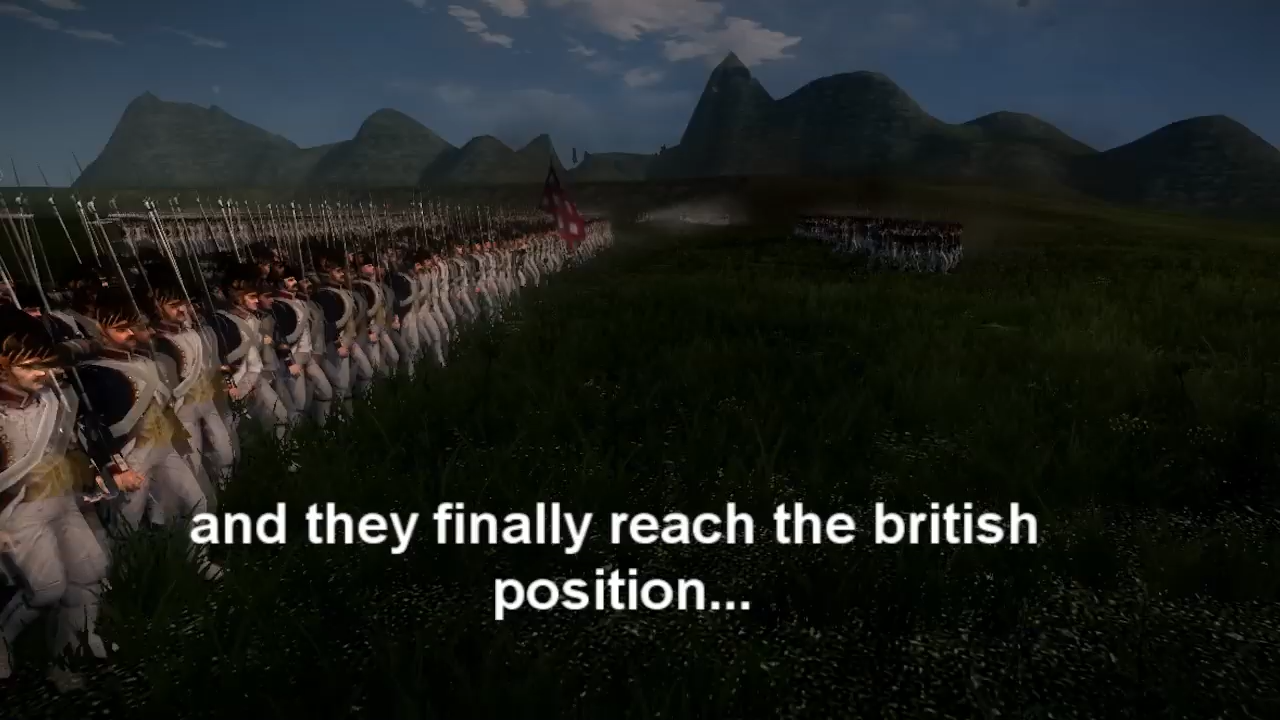 and they finally reach the british
position...